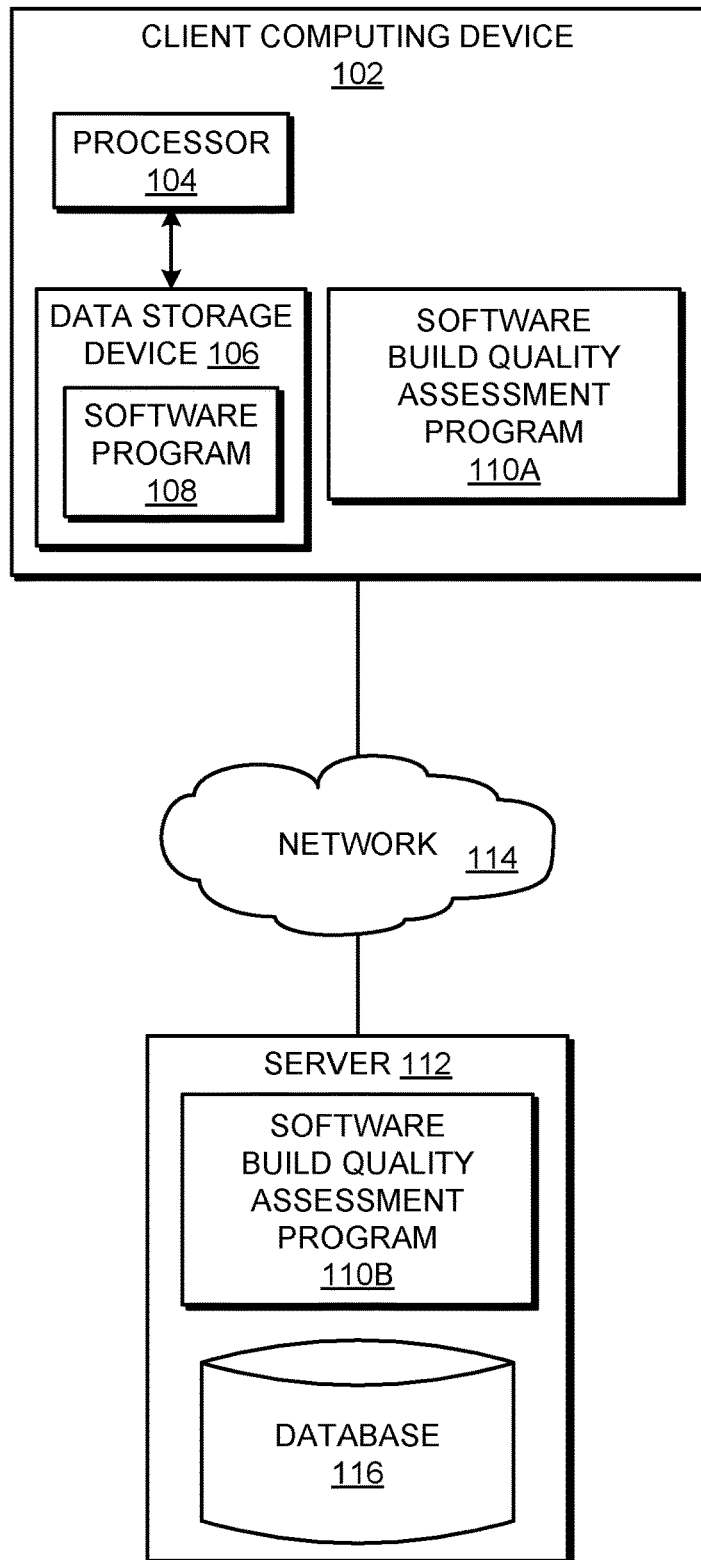 CLIENT COMPUTING DEVICE
102
PROCESSOR
104
DATA STORAGE
DEVICE 106
SOFTWARE
PROGRAM
108
SOFTWARE
BUILD QUALITY
ASSESSMENT
PROGRAM
110A
NETWORK 114
SERVER 112
SOFTWARE
BUILD QUALITY
ASSESSMENT
PROGRAM
110B
DATABASE
116